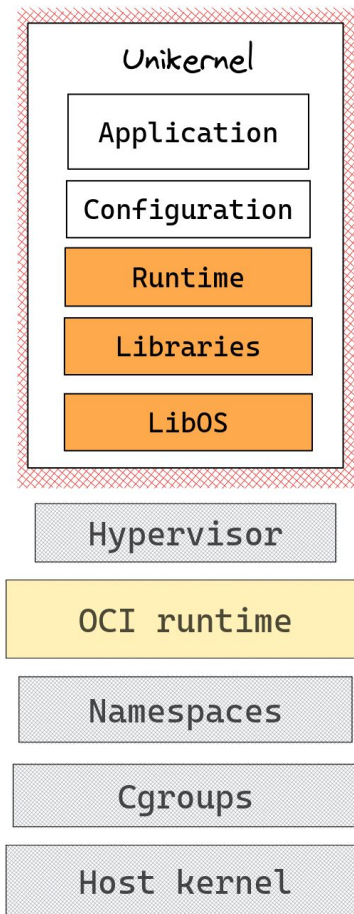 Unikernel
Application
Configuration
Runtime
Libraries
LibOS
Hypervisor
OCI runtime
Namespaces
Cgroups
Host kernel